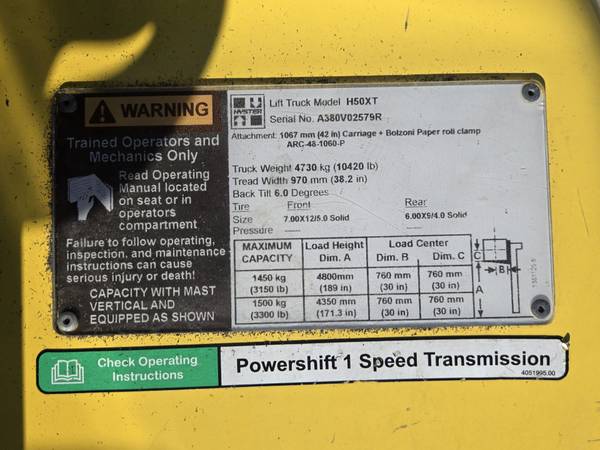 WARNING
Trained Operators and
Mechanics Only
Read Operating
Manual located
on seat or in
operators
compartment
Failure to follow operating,
inspection, and maintenance
instructions can cause
serious injury or death!
CAPACITY WITH MAST
VERTICAL AND
EQUIPPED AS SHOWN
HYSTER
Lift Truck Model H50XT
Serial No. A380V02579R
Attachment: 1067 mm (42 in) Carriage + Bolzoni Paper roll clamp
ARC-48-1060-P
Truck Weight 4730 kg (10420 lb)
Tread Width 970 mm (38.2 in)
Back Tilt 6.0 Degrees
Tire Front Rear
Size 7.00X12/5.0 Solid 6.00X9/4.0 Solid
Pressure ----- -----
MAXIMUM CAPACITY Load Height Dim. A Load Center Dim. B Dim. C
1450 kg (3150 lb) 4800mm (189 in) 760 mm (30 in) 760 mm (30 in)
1500 kg (3300 lb) 4350 mm (171.3 in) 760 mm (30 in) 760 mm (30 in)
C
B
A
Check Operating
Instructions
Powershift 1 Speed Transmission
4051995.00